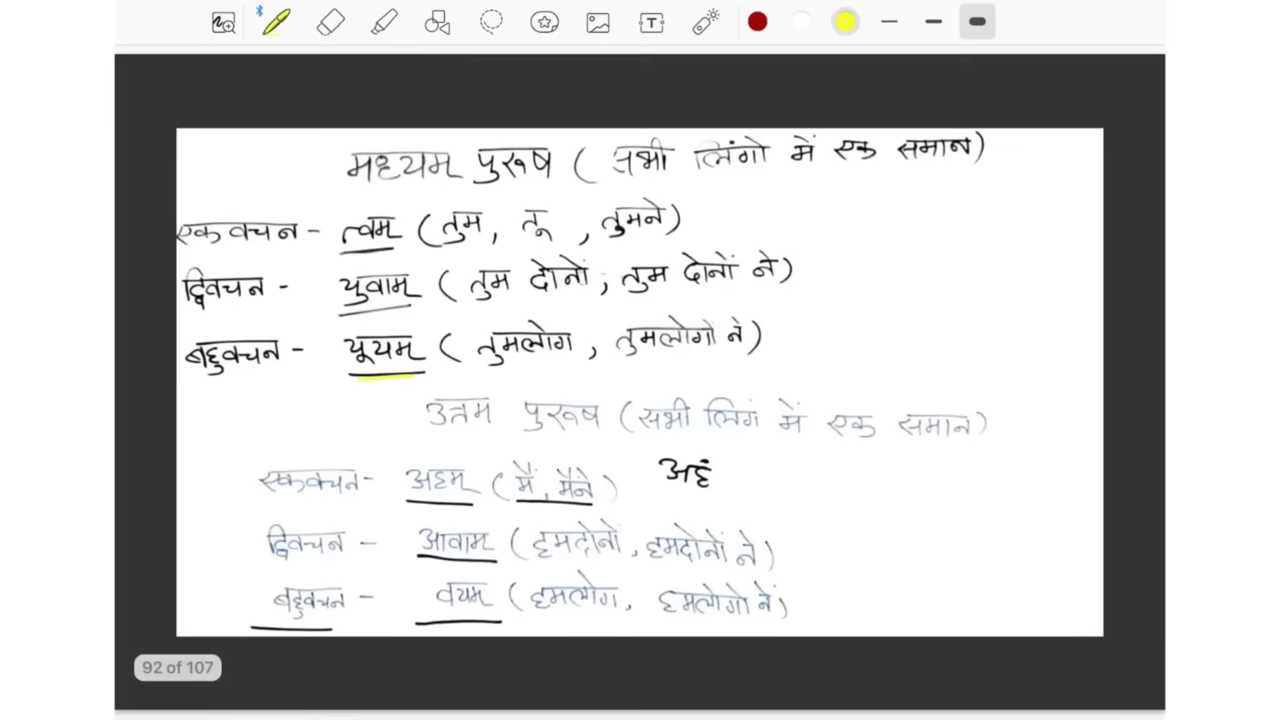 मध्यम पुरूष ( सभी लिंगो में एक समान)
एकवचन - त्वम् (तुम, तू , तुमने)
द्विवचन - युवाम् ( तुम दोनों , तुम दोनों ने)
बहुवचन - यूयम् ( तुमलोग , तुमलोगों ने)
उत्तम पुरूष (सभी लिंग में एक समान)
एकवचन - अहम् ( मैं , मैंने) अहं
द्विवचन - आवाम् (हमदोनों , हमदोनों ने)
बहुवचन - वयम् (हमलोग, हमलोगो ने)
92 of 107